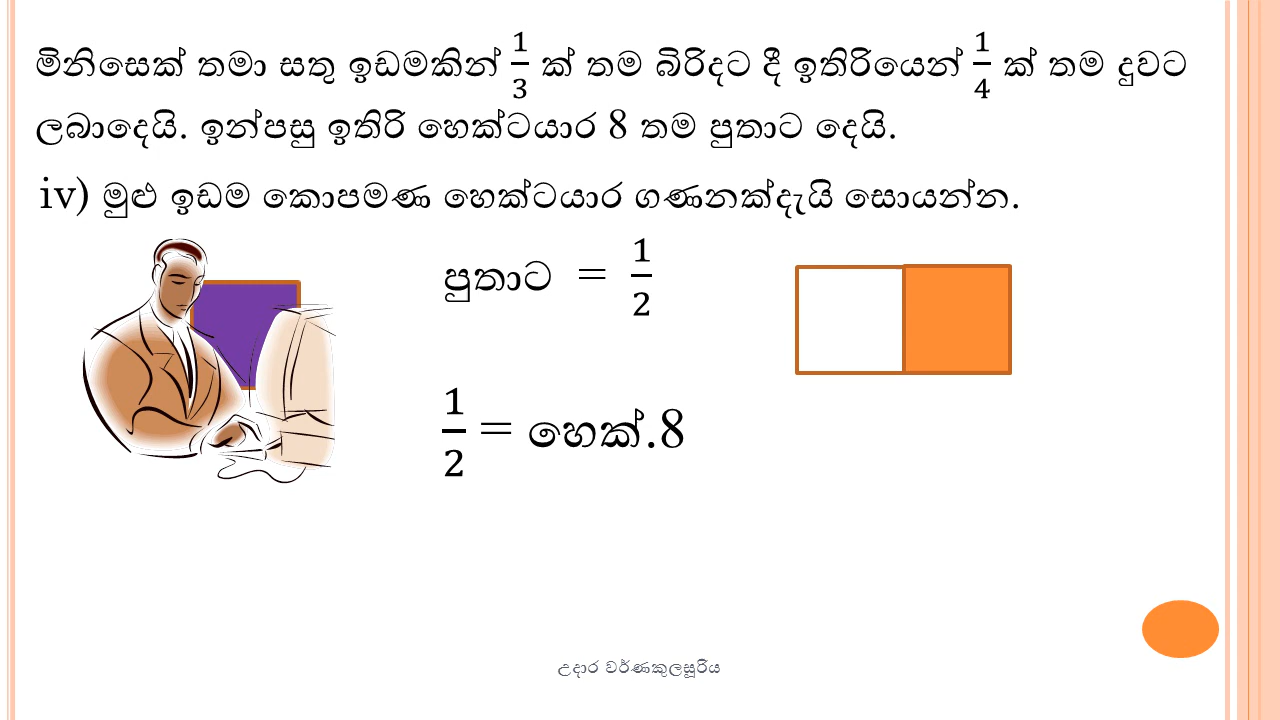 මිනිසෙක් තමා සතු ඉඩමකින් 1/3 ක් තම බිරිදට දී ඉතිරියෙන් 1/4 ක් තම දුවට
ලබාදෙයි. ඉන්පසු ඉතිරි හෙක්ටයාර 8 තම පුතාට දෙයි.
iv) මුළු ඉඩම කොපමණ හෙක්ටයාර ගණනක්දැයි සොයන්න.
පුතාට = 1/2
1/2 = හෙක්.8
උදාර වර්ණකුලසූරිය